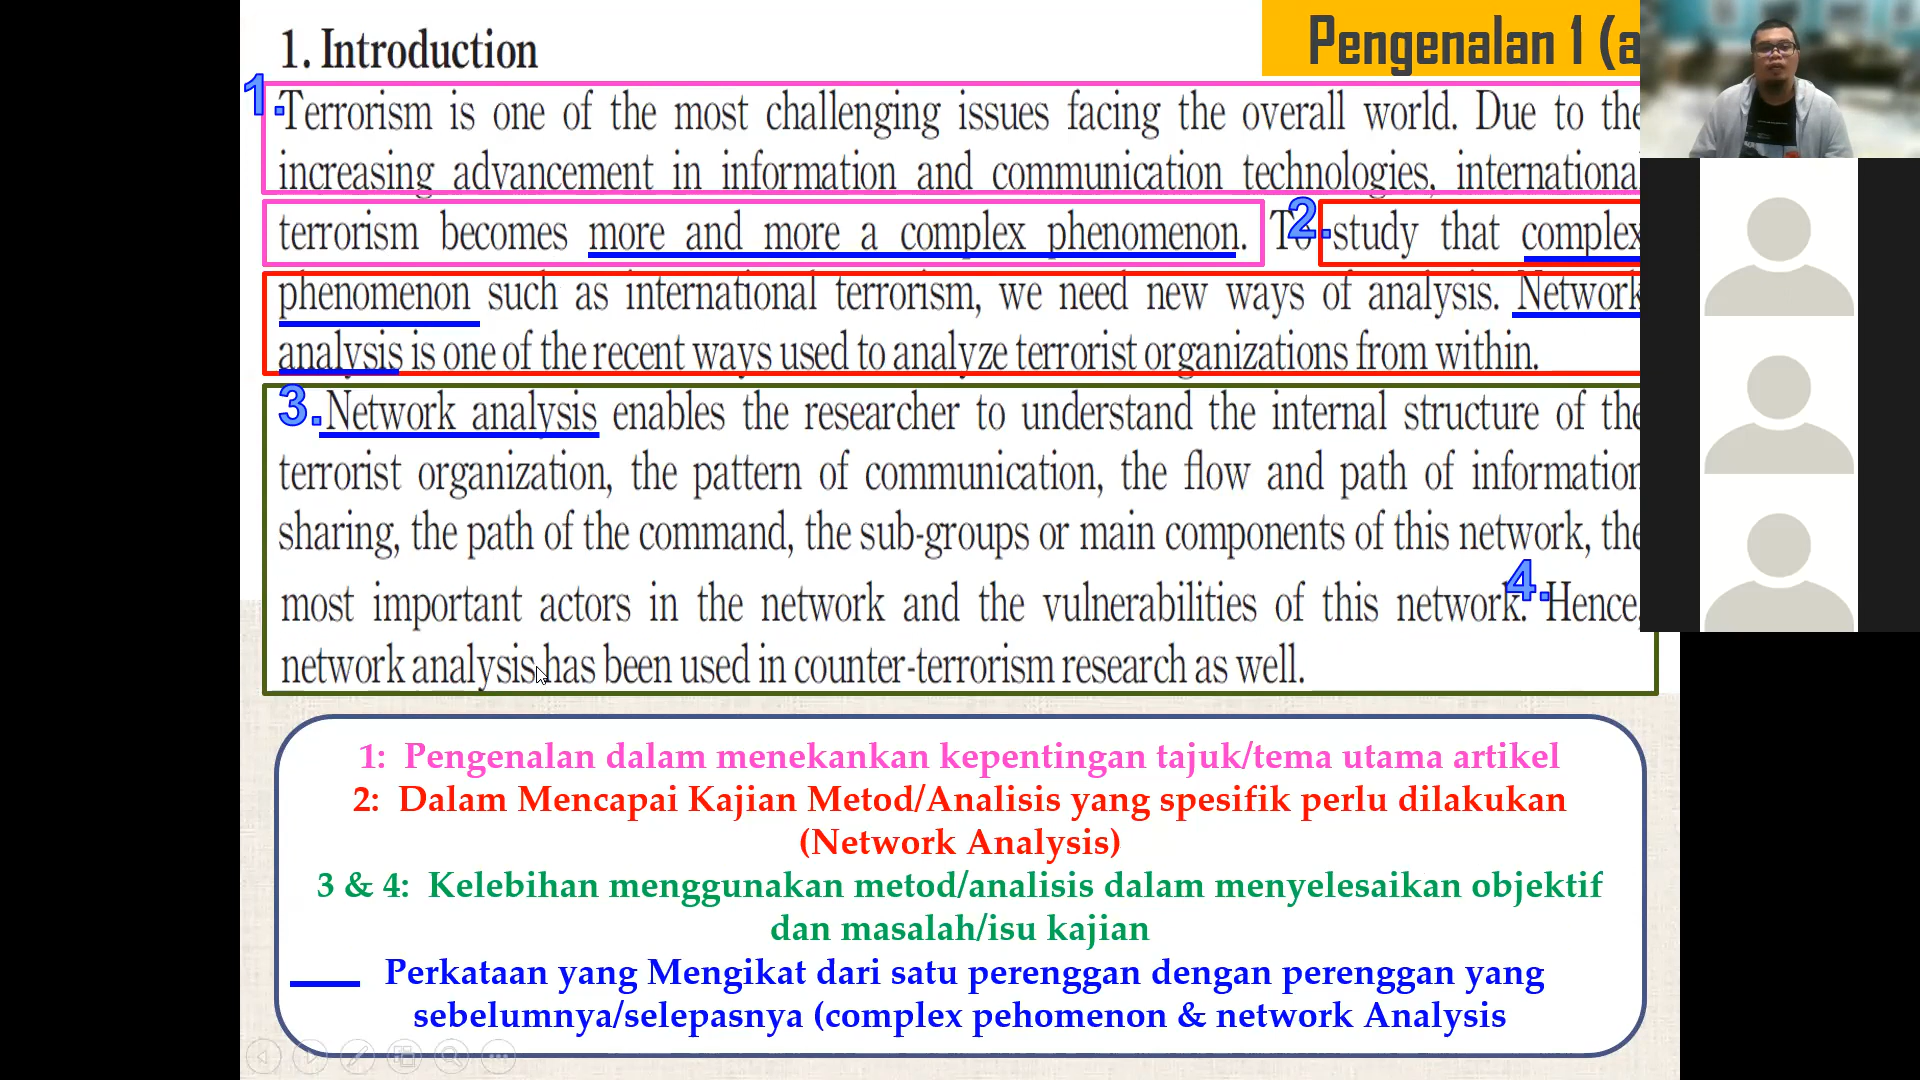 1. Introduction
Pengenalan 1 (a
1.
Terrorism is one of the most challenging issues facing the overall world. Due to the
increasing advancement in information and communication technologies, international
terrorism becomes more and more a complex phenomenon. To 2. study that complex
phenomenon such as international terrorism, we need new ways of analysis. Network
analysis is one of the recent ways used to analyze terrorist organizations from within.
3. Network analysis enables the researcher to understand the internal structure of the
terrorist organization, the pattern of communication, the flow and path of information
sharing, the path of the command, the sub-groups or main components of this network, the
most important actors in the network and the vulnerabilities of this network. 4. Hence,
network analysis has been used in counter-terrorism research as well.
1: Pengenalan dalam menekankan kepentingan tajuk/tema utama artikel
2: Dalam Mencapai Kajian Metod/Analisis yang spesifik perlu dilakukan
(Network Analysis)
3 & 4: Kelebihan menggunakan metod/analisis dalam menyelesaikan objektif
dan masalah/isu kajian
Perkataan yang Mengikat dari satu perenggan dengan perenggan yang
sebelumnya/selepasnya (complex pehomenon & network Analysis